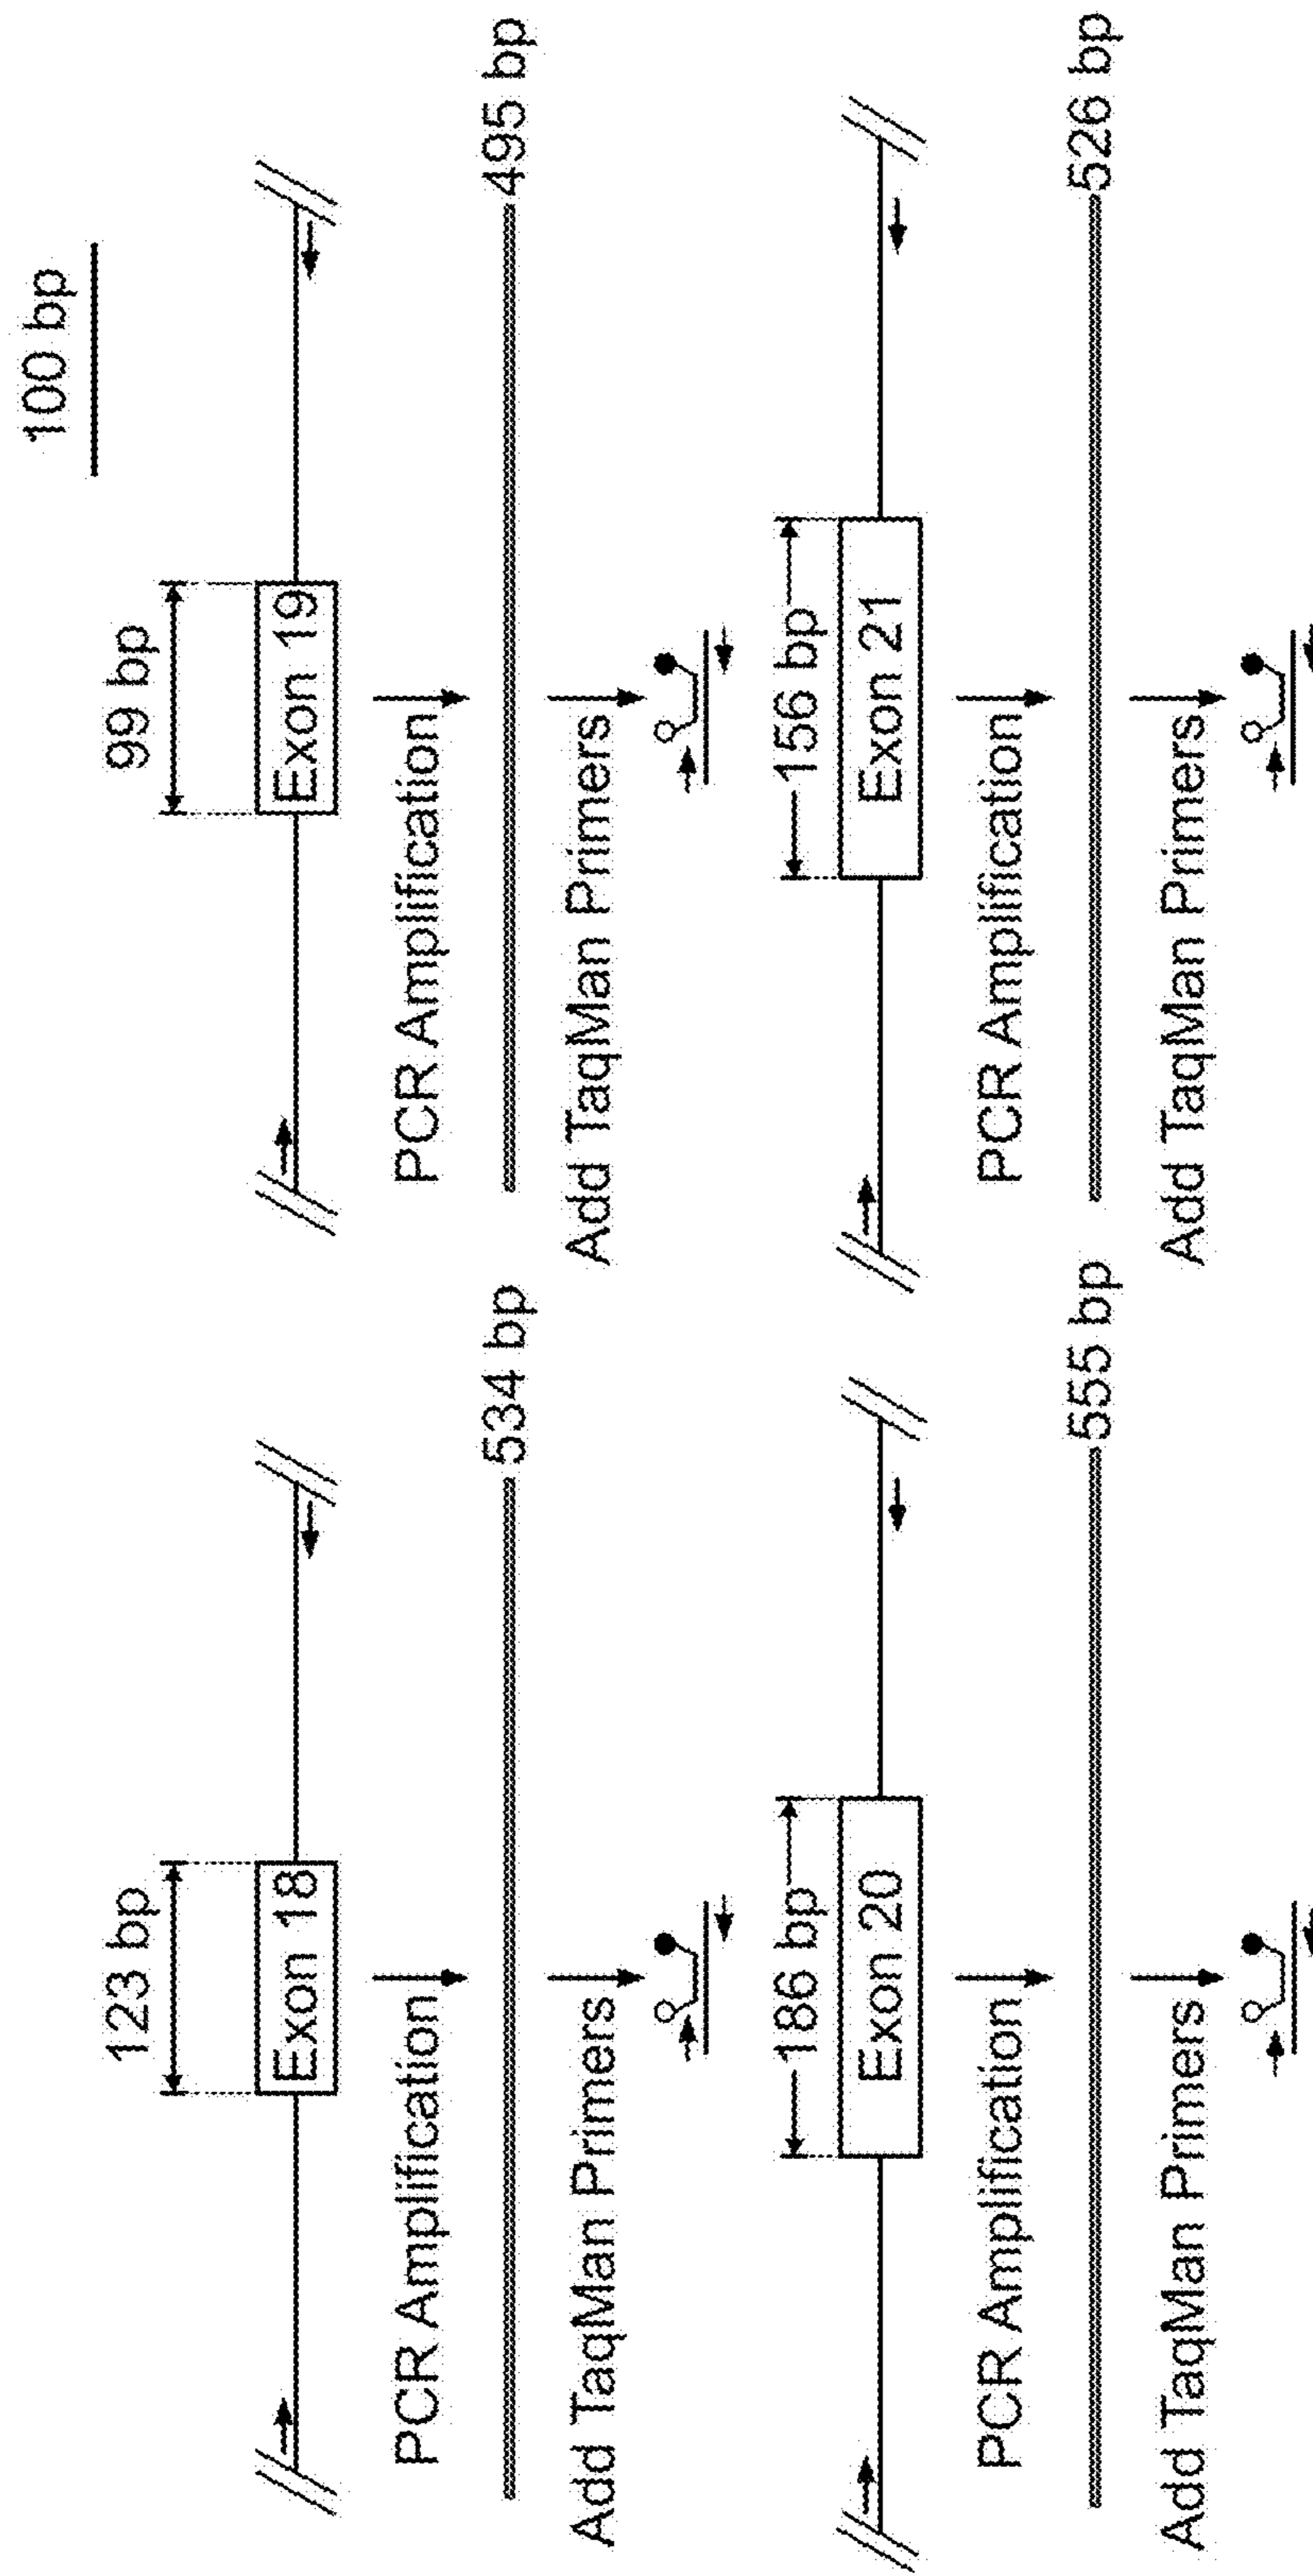 100 bp
123 bp
Exon 18
PCR Amplification
534 bp
Add TaqMan Primers
99 bp
Exon 19
PCR Amplification
495 bp
Add TaqMan Primers
186 bp
Exon 20
PCR Amplification
555 bp
Add TaqMan Primers
156 bp
Exon 21
PCR Amplification
526 bp
Add TaqMan Primers